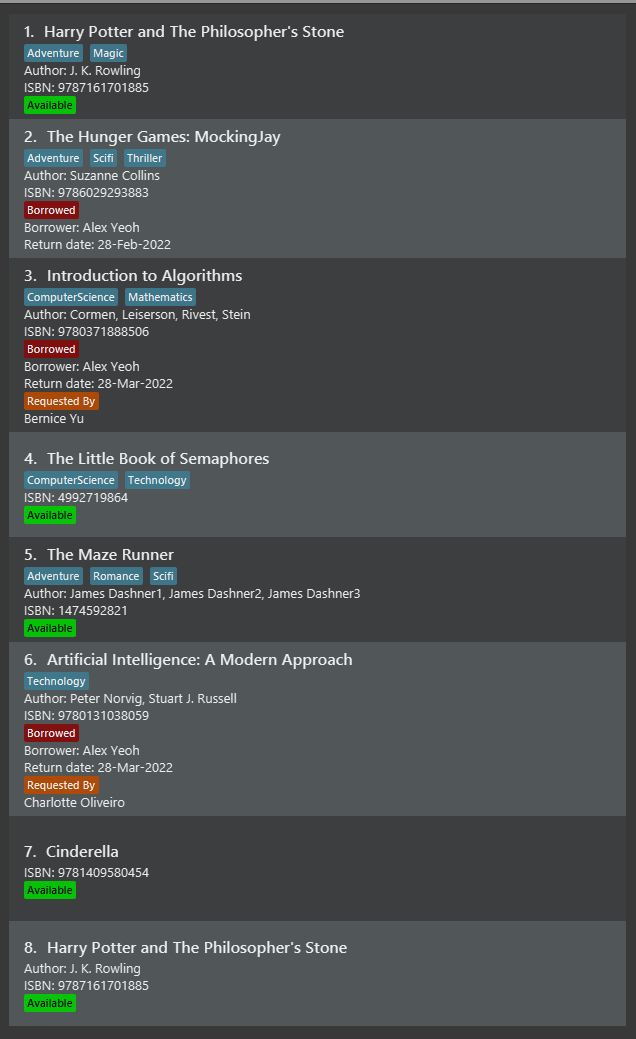 1. Harry Potter and The Philosopher's Stone
Adventure Magic
Author: J. K. Rowling
ISBN: 9787161701885
Available
2. The Hunger Games: MockingJay
Adventure Scifi Thriller
Author: Suzanne Collins
ISBN: 9786029293883
Borrowed
Borrower: Alex Yeoh
Return date: 28-Feb-2022
3. Introduction to Algorithms
ComputerScience Mathematics
Author: Cormen, Leiserson, Rivest, Stein
ISBN: 9780371888506
Borrowed
Borrower: Alex Yeoh
Return date: 28-Mar-2022
Requested By
Bernice Yu
4. The Little Book of Semaphores
ComputerScience Technology
ISBN: 4992719864
Available
5. The Maze Runner
Adventure Romance Scifi
Author: James Dashner1, James Dashner2, James Dashner3
ISBN: 1474592821
Available
6. Artificial Intelligence: A Modern Approach
Technology
Author: Peter Norvig, Stuart J. Russell
ISBN: 9780131038059
Borrowed
Borrower: Alex Yeoh
Return date: 28-Mar-2022
Requested By
Charlotte Oliveiro
7. Cinderella
ISBN: 9781409580454
Available
8. Harry Potter and The Philosopher's Stone
Author: J. K. Rowling
ISBN: 9787161701885
Available